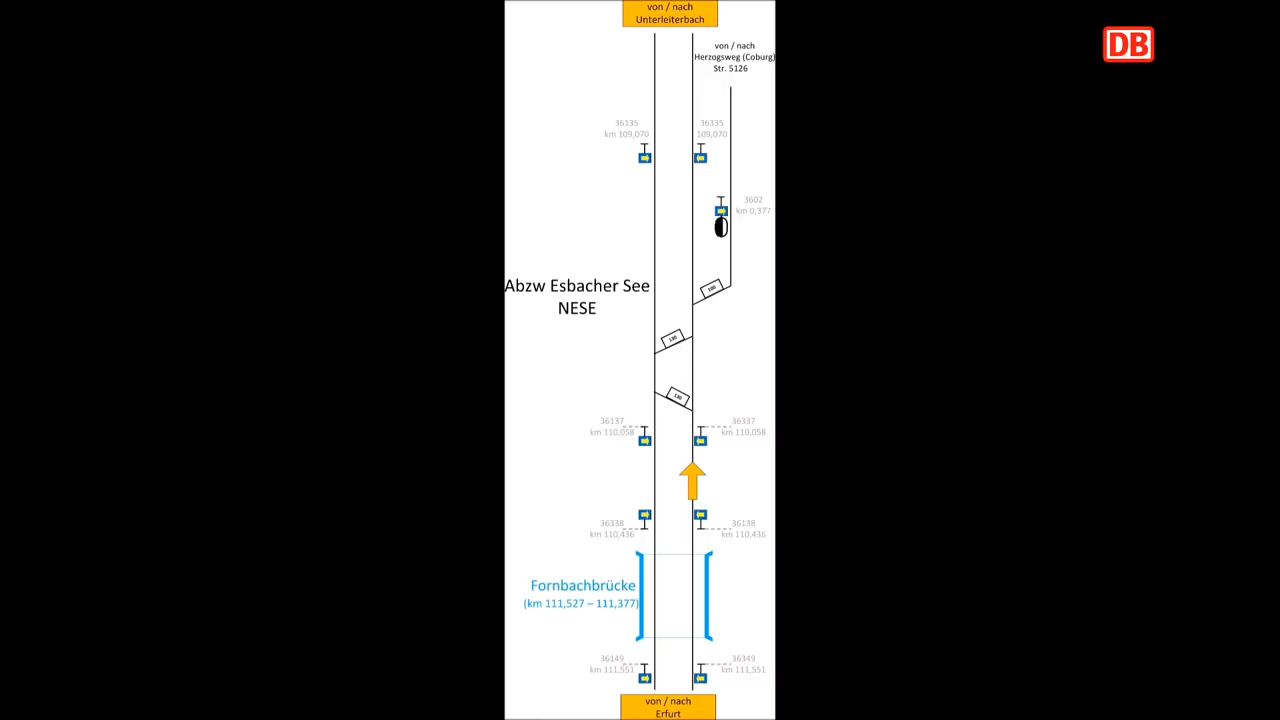 von / nach
Unterleiterbach
DB
von / nach
Herzogsweg (Coburg)
Str. 5126
36135
km 109,070
36335
109,070
3602
km 0,377
Abzw Esbacher See
NESE
100
130
130
36137
km 110,058
36337
km 110,058
36338
km 110,436
36138
km 110,436
Fornbachbrücke
(km 111,527 – 111,377)
36149
km 111,551
36349
km 111,551
von / nach
Erfurt